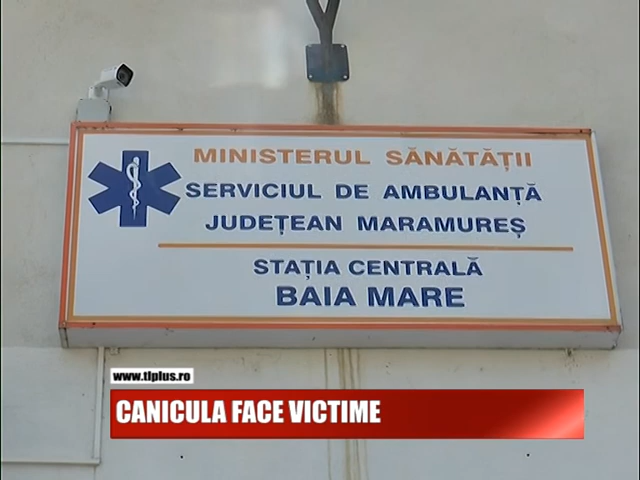 MINISTERUL SĂNĂTĂȚII
SERVICIUL DE AMBULANȚĂ
JUDEȚEAN MARAMUREȘ
STAȚIA CENTRALĂ
BAIA MARE
www.tlplus.ro
CANICULA FACE VICTIME